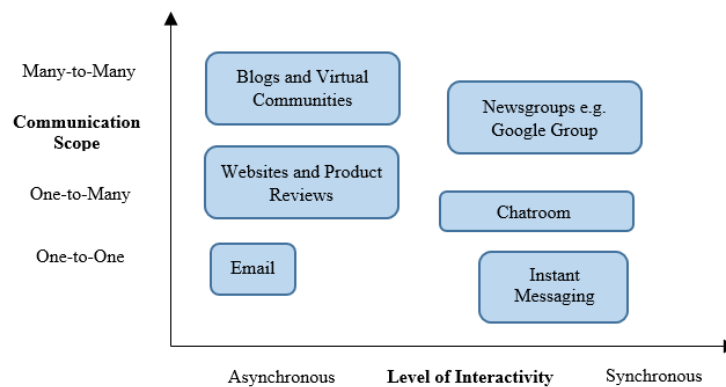 Many-to-Many
Communication
Scope
One-to-Many
One-to-One
Blogs and Virtual
Communities
Newsgroups e.g.
Google Group
Websites and Product
Reviews
Chatroom
Email
Instant
Messaging
Asynchronous
Level of Interactivity
Synchronous